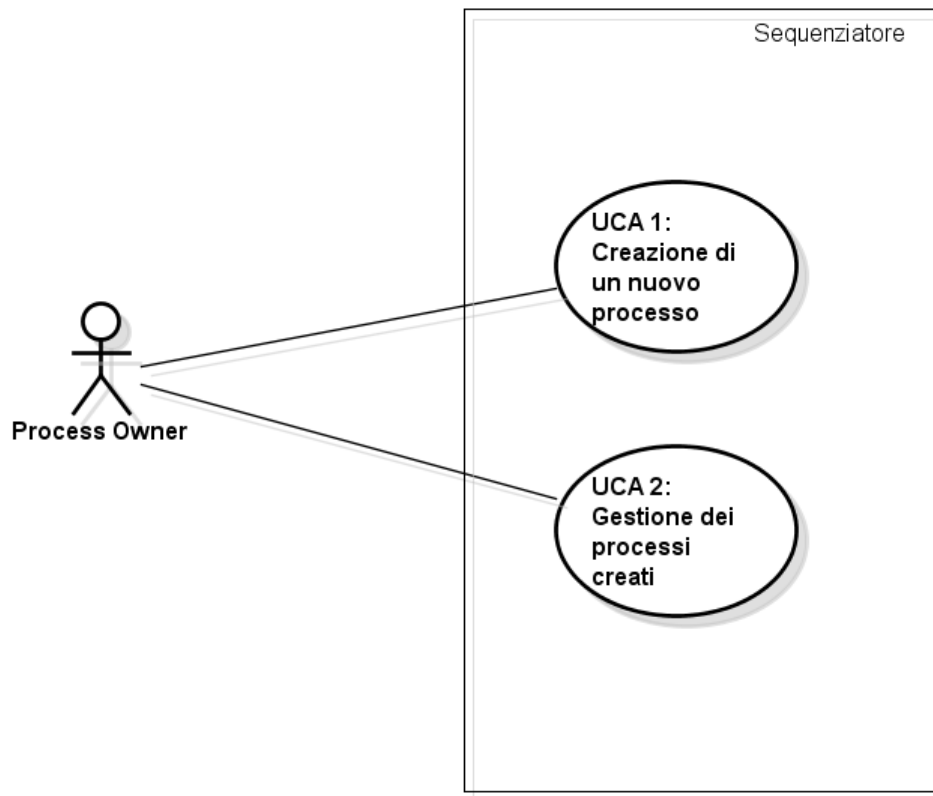 Sequenziatore
UCA 1:
Creazione di
un nuovo
processo
Process Owner
UCA 2:
Gestione dei
processi
creati